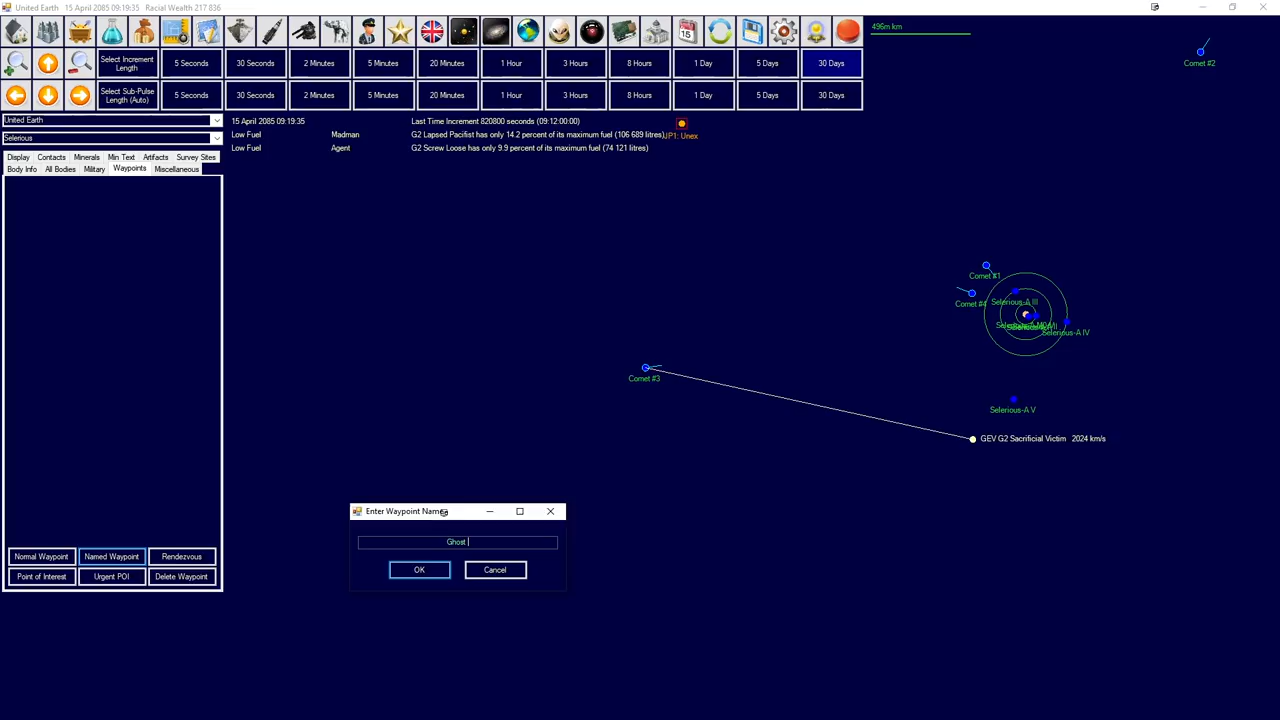 United Earth 15 April 2085 09:19:35 Racial Wealth 217 836
496m km
Comet #2
Select Increment Length
5 Seconds
30 Seconds
2 Minutes
5 Minutes
20 Minutes
1 Hour
3 Hours
8 Hours
1 Day
5 Days
30 Days
Select Sub-Pulse Length (Auto)
5 Seconds
30 Seconds
2 Minutes
5 Minutes
20 Minutes
1 Hour
3 Hours
8 Hours
1 Day
5 Days
30 Days
United Earth
Selerious
15 April 2085 09:19:35 Last Time Increment 820800 seconds (09:12:00:00)
Low Fuel Madman G2 Lapsed Pacifist has only 14.2 percent of its maximum fuel (106 689 litres)
Low Fuel Agent G2 Screw Loose has only 9.9 percent of its maximum fuel (74 121 litres)
JP1: Unex
Display Contacts Minerals Min Text Artifacts Survey Sites
Body Info All Bodies Military Waypoints Miscellaneous
Comet #1
Comet #4
Selerious-A III
Selerious-A IV
Comet #3
Selerious-A V
GEV G2 Sacrificial Victim 2024 km/s
Enter Waypoint Name
Ghost
OK
Cancel
Normal Waypoint Named Waypoint Rendezvous
Point of Interest Urgent POI Delete Waypoint